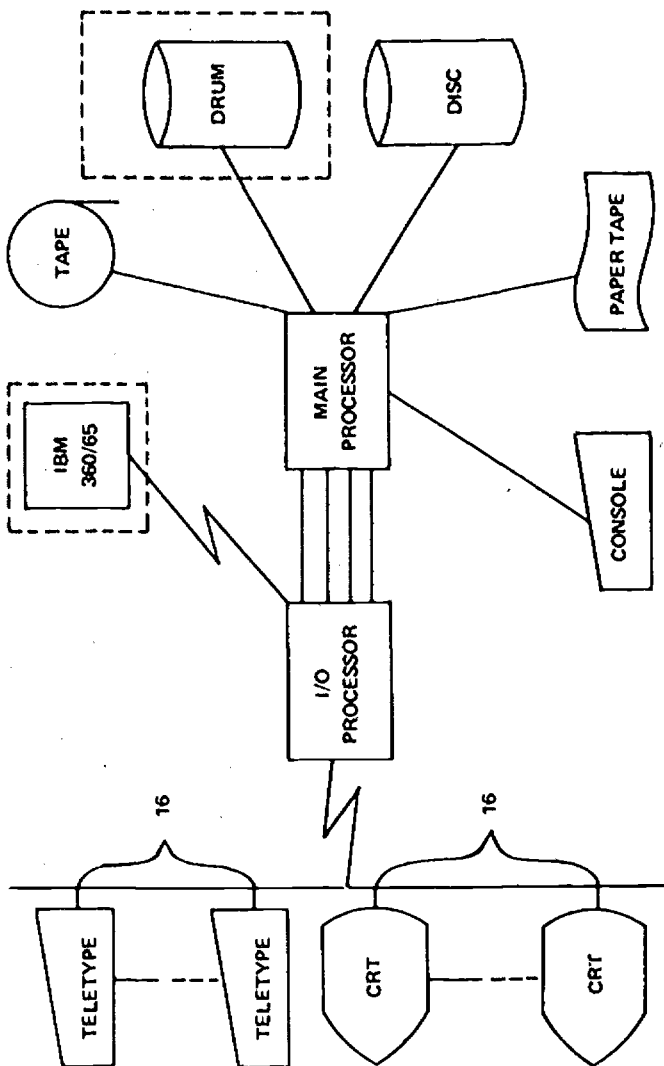 TELETYPE
TELETYPE
16
CRT
CRT
16
I/O
PROCESSOR
IBM
360/65
MAIN
PROCESSOR
TAPE
DRUM
DISC
CONSOLE
PAPER TAPE